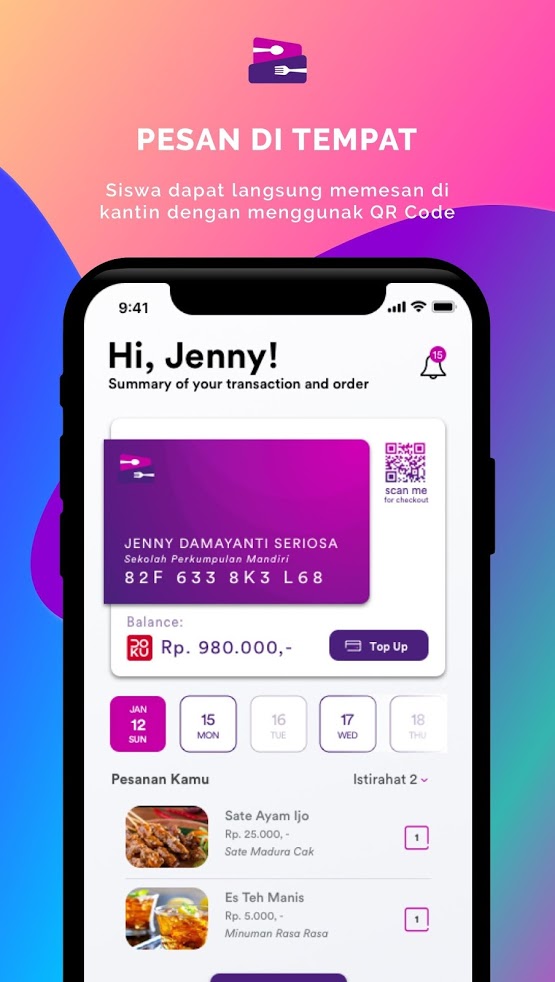 PESAN DI TEMPAT
Siswa dapat langsung memesan di
kantin dengan menggunak QR Code
9:41
Hi, Jenny!
15
Summary of your transaction and order
scan me
for checkout
JENNY DAMAYANTI SERIOSA
Sekolah Perkumpulan Mandiri
82F 633 8K3 L68
Balance:
DOKU
Rp. 980.000,-
Top Up
JAN
12
SUN
15
MON
16
TUE
17
WED
18
THU
Pesanan Kamu
Istirahat 2
Sate Ayam Ijo
Rp. 25.000, -
Sate Madura Cak
1
Es Teh Manis
Rp. 5.000, -
Minuman Rasa Rasa
1